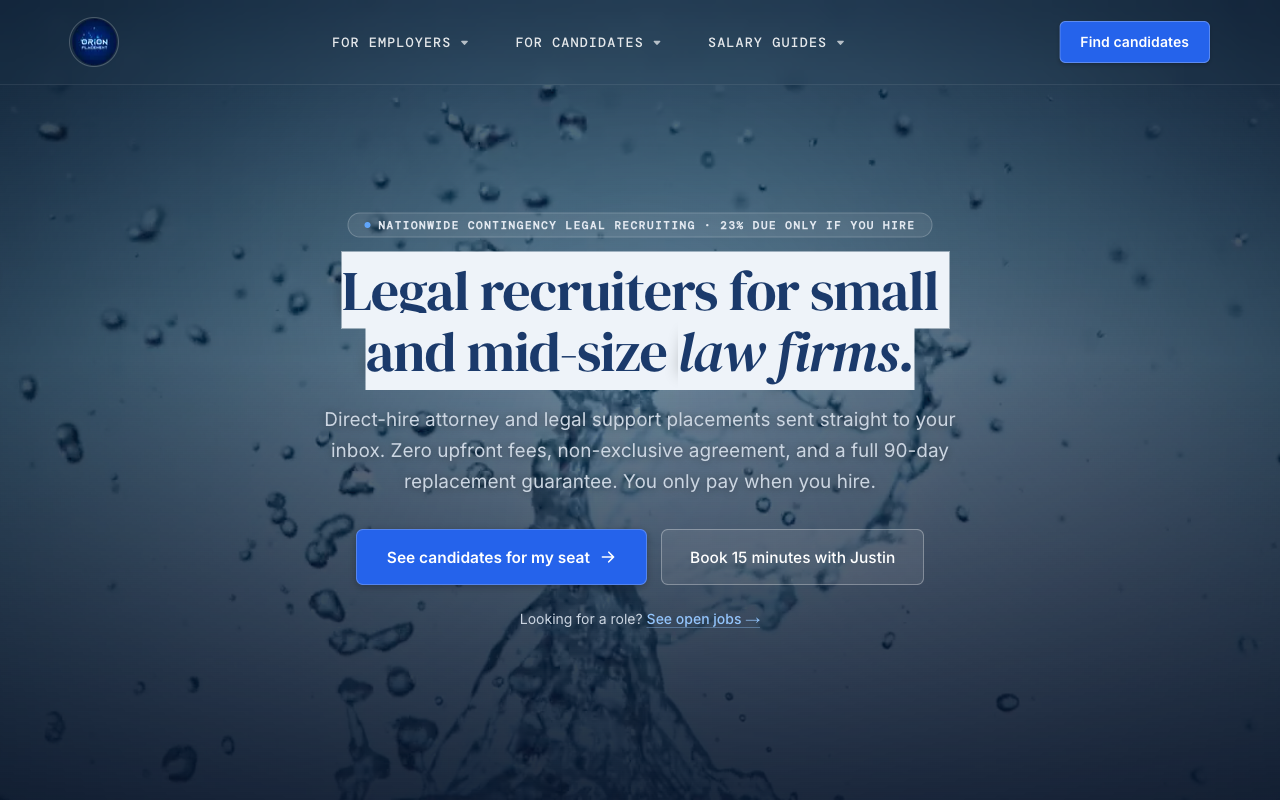 ORION
PLACEMENT
FOR EMPLOYERS
FOR CANDIDATES
SALARY GUIDES
Find candidates
NATIONWIDE CONTINGENCY LEGAL RECRUITING · 23% DUE ONLY IF YOU HIRE
Legal recruiters for small
and mid-size law firms.
Direct-hire attorney and legal support placements sent straight to your
inbox. Zero upfront fees, non-exclusive agreement, and a full 90-day
replacement guarantee. You only pay when you hire.
See candidates for my seat →
Book 15 minutes with Justin
Looking for a role? See open jobs →